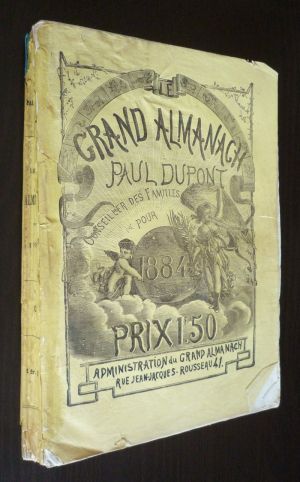 LE
GRAND ALMANACH
PAUL DUPONT
CONSEILLER DES FAMILLES
POUR
1884
PRIX 1.50
ADMINISTRATION du GRAND ALMANACH
RUE JEAN-JACQUES-ROUSSEAU 41.